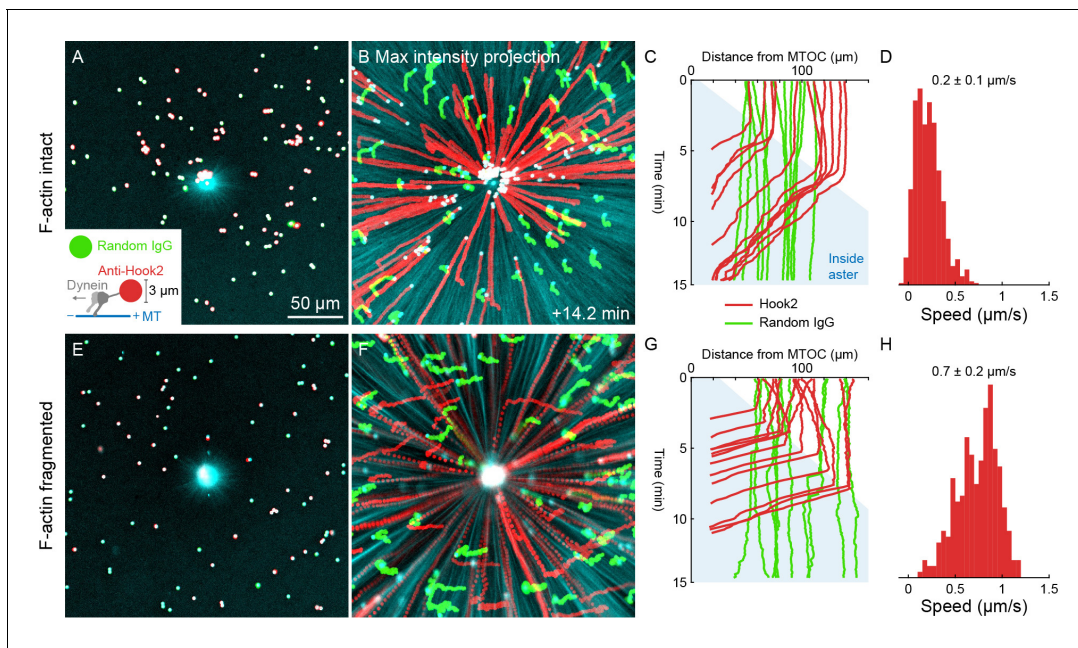 F-actin intact
A
Random IgG
Anti-Hook2
Dynein
3 μm
− + MT
50 μm
B Max intensity projection
+14.2 min
C
Distance from MTOC (μm)
0 100
Time (min)
0
5
10
15
Inside
aster
Hook2
Random IgG
D
0.2 ± 0.1 μm/s
0 0.5 1 1.5
Speed (μm/s)
F-actin fragmented
E
F
G
Distance from MTOC (μm)
0 100
Time (min)
0
5
10
15
H
0.7 ± 0.2 μm/s
0 0.5 1 1.5
Speed (μm/s)